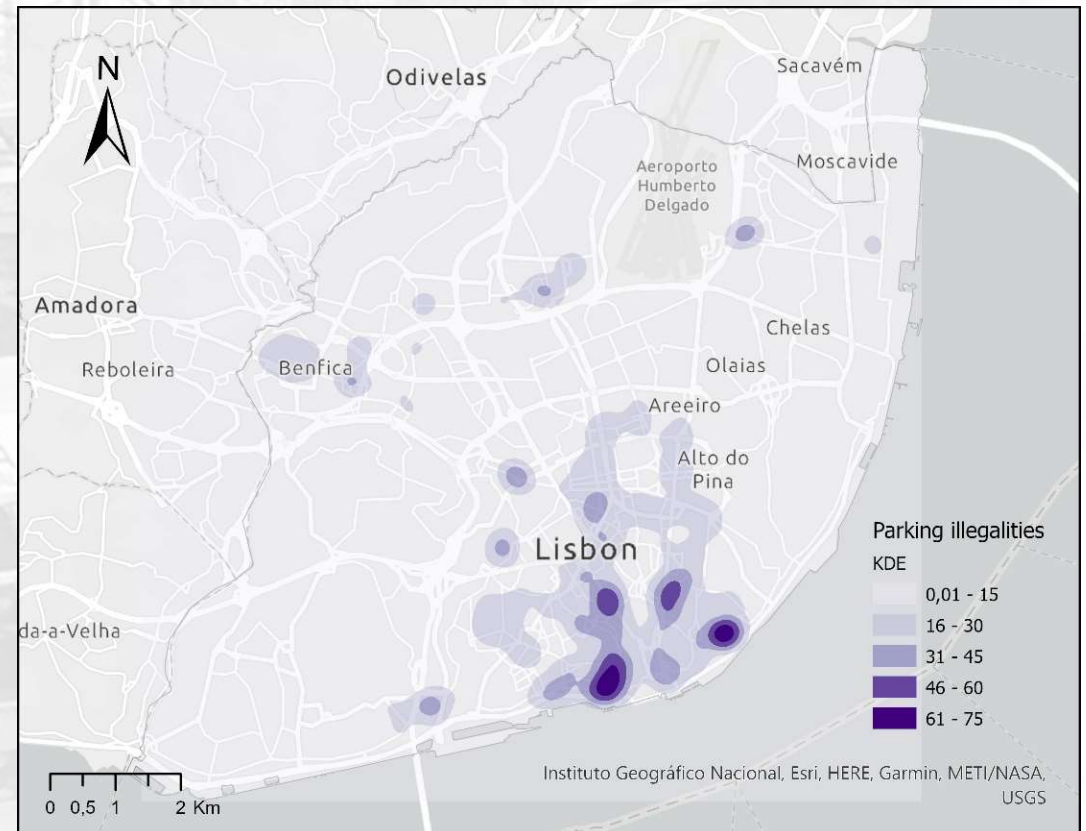 N
Odivelas
Sacavém
Moscavide
Aeroporto
Humberto
Delgado
Amadora
Reboleira
Benfica
Chelas
Olaias
Areeiro
Alto do
Pina
Lisbon
da-a-Velha
Parking illegalities
KDE
0,01 - 15
16 - 30
31 - 45
46 - 60
61 - 75
0 0,5 1 2 Km
Instituto Geográfico Nacional, Esri, HERE, Garmin, METI/NASA,
USGS